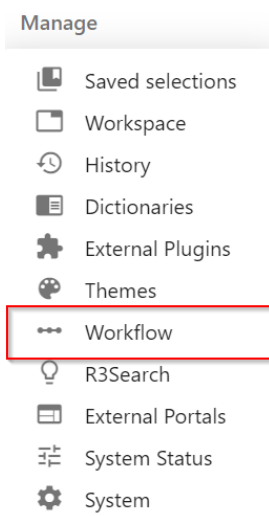 Manage
Saved selections
Workspace
History
Dictionaries
External Plugins
Themes
Workflow
R3Search
External Portals
System Status
System